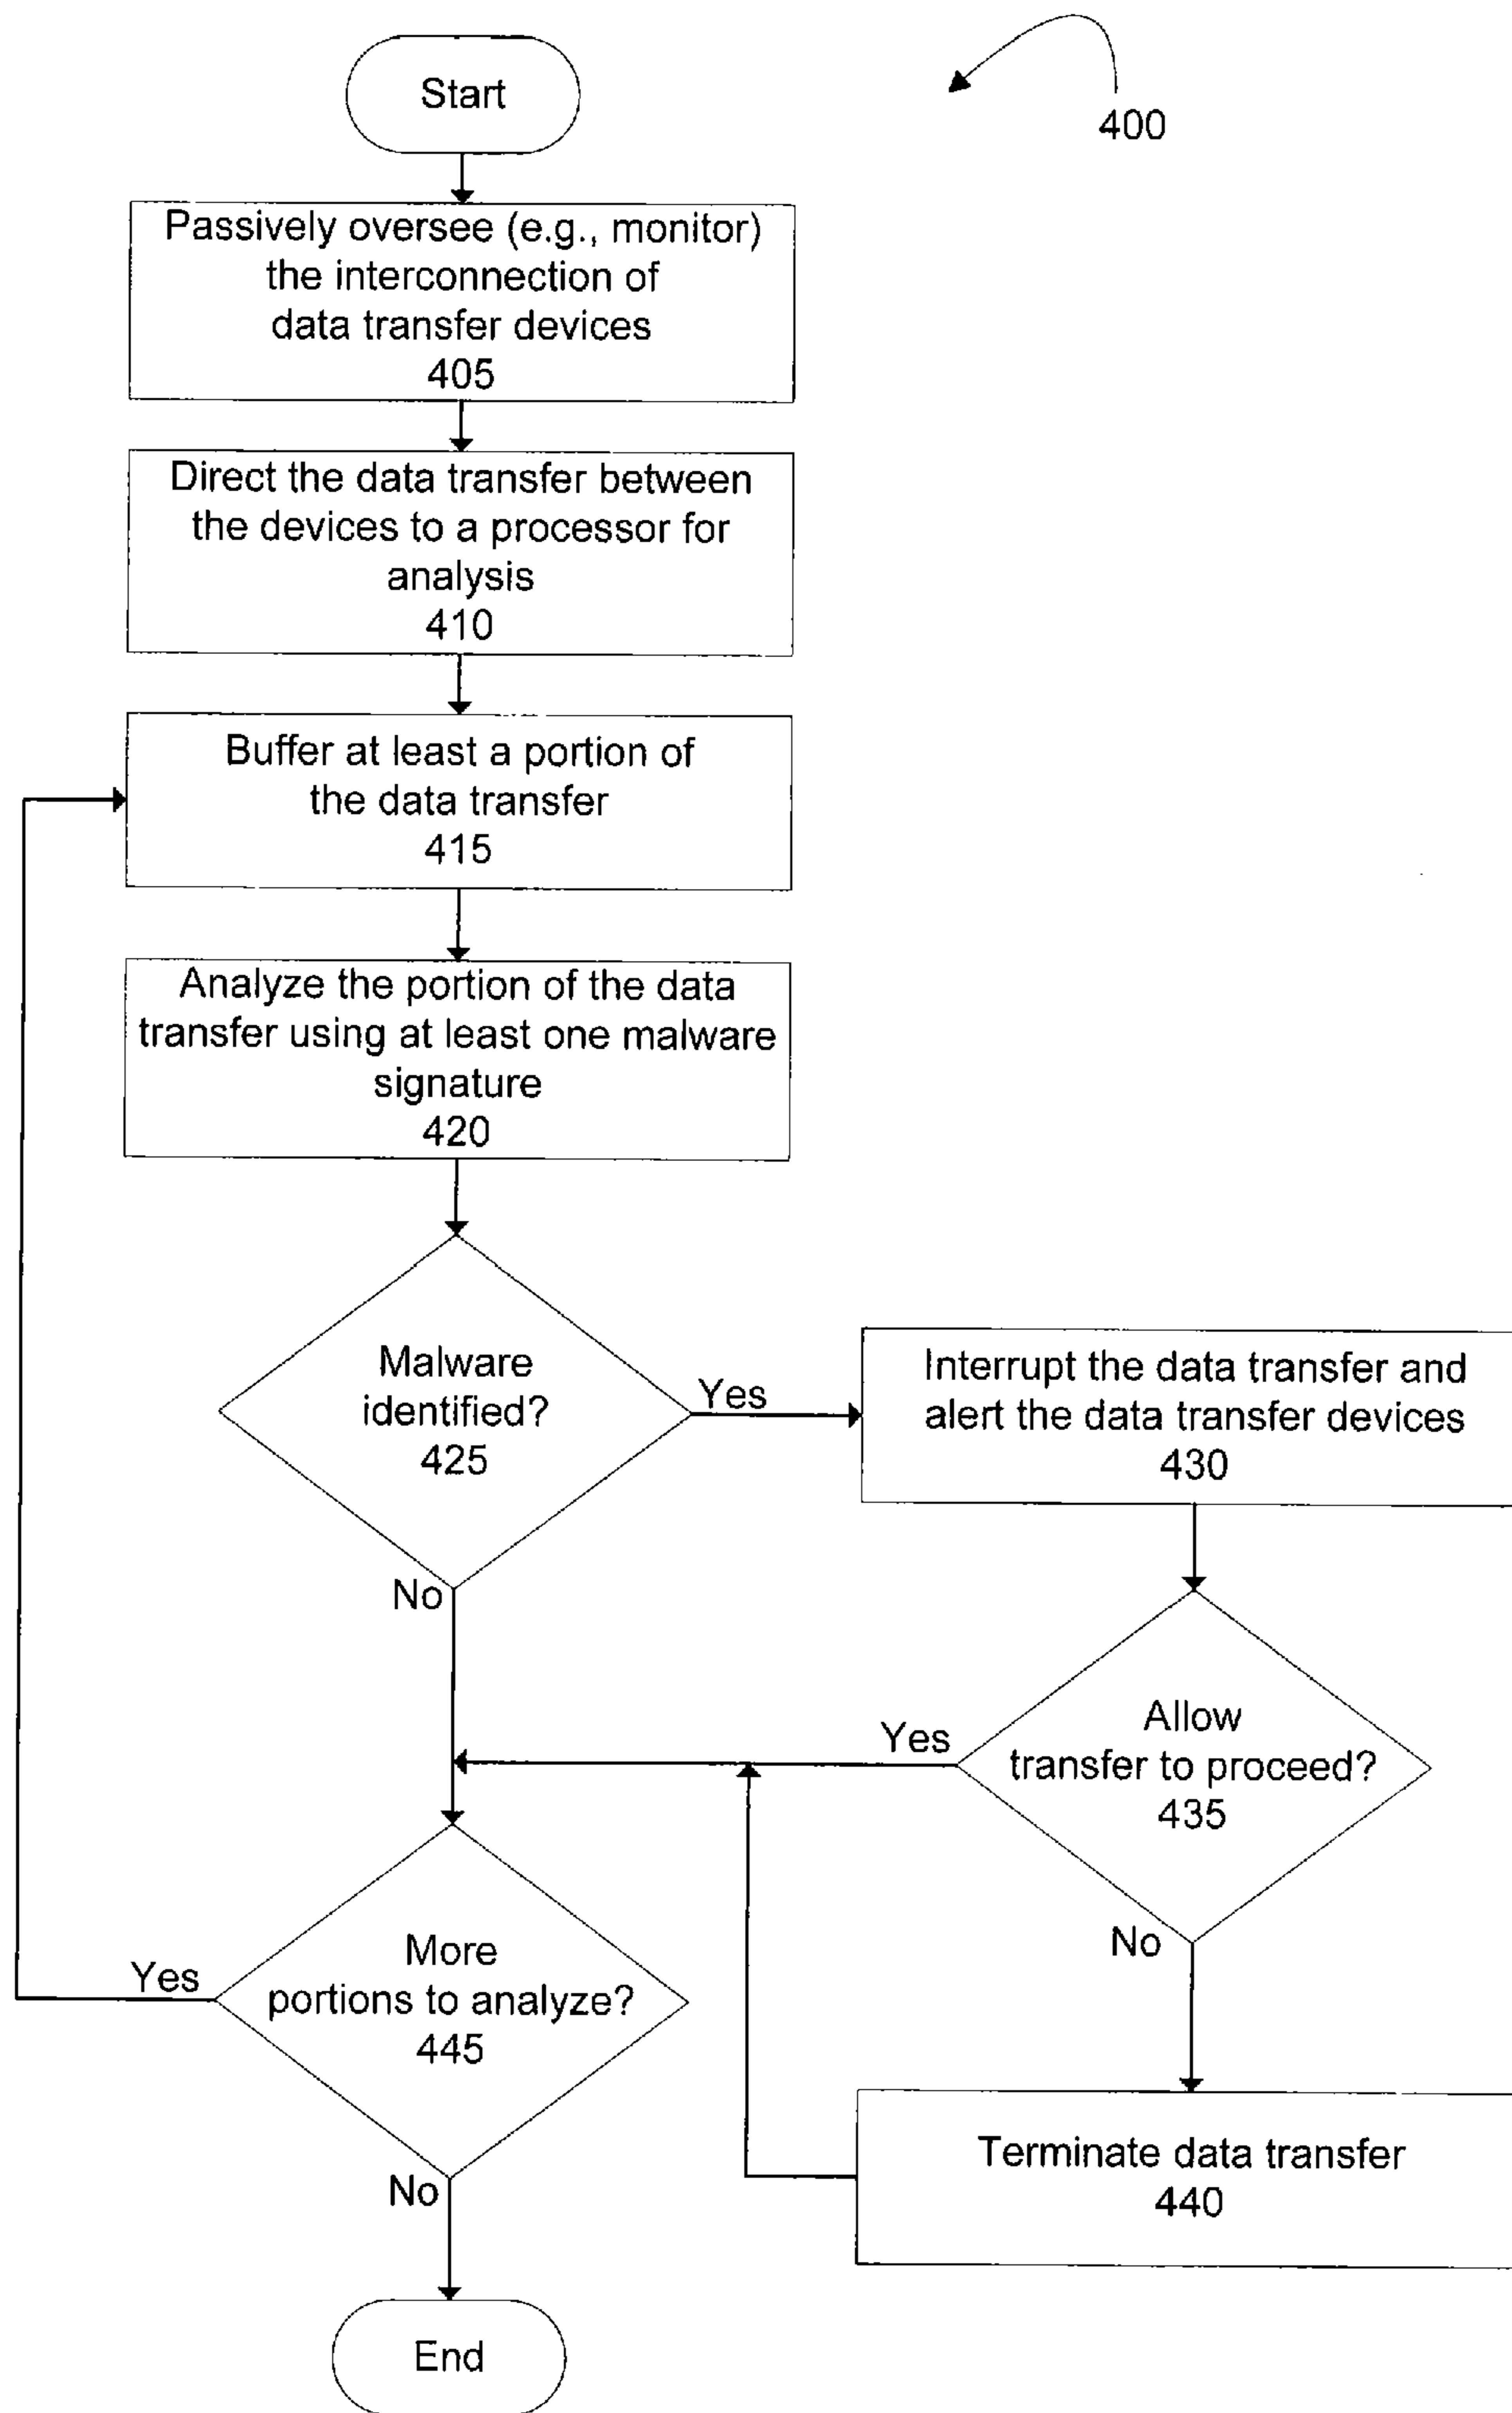 Start
400
Passively oversee (e.g., monitor)
the interconnection of
data transfer devices
405
Direct the data transfer between
the devices to a processor for
analysis
410
Buffer at least a portion of
the data transfer
415
Analyze the portion of the data
transfer using at least one malware
signature
420
Malware
identified?
425
Yes
No
Interrupt the data transfer and
alert the data transfer devices
430
Allow
transfer to proceed?
435
Yes
No
Terminate data transfer
440
More
portions to analyze?
445
Yes
No
End